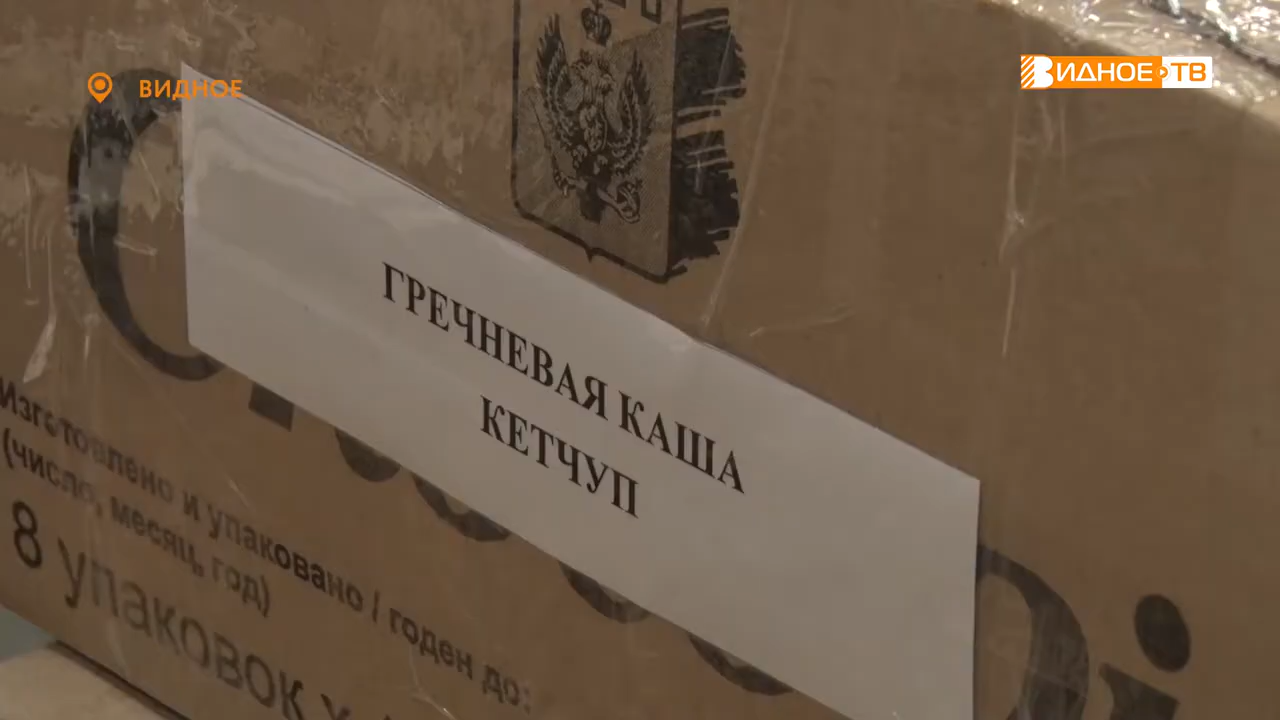 ВИДНОЕ
ВИДНОЕ ТВ
ГРЕЧНЕВАЯ КАША
КЕТЧУП
Изготовлено и упаковано / годен до:
(число, месяц, год)
8 упаковок х